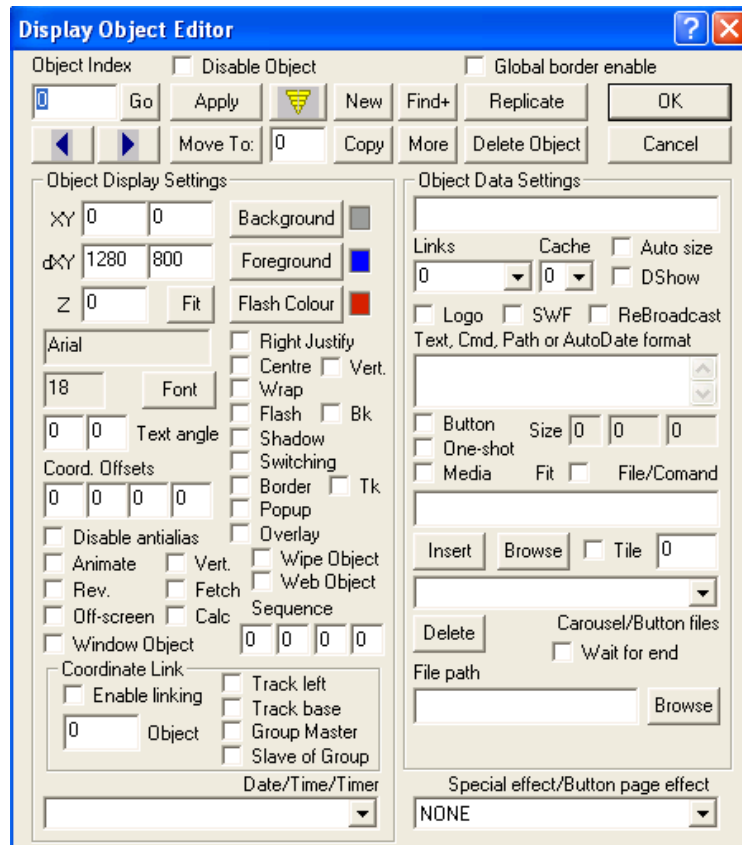 Display Object Editor
Object Index Disable Object Global border enable
0 Go Apply New Find+ Replicate OK
Move To: 0 Copy More Delete Object Cancel
Object Display Settings
XY 0 0 Background
dXY 1280 800 Foreground
Z 0 Fit Flash Colour
Arial
Right Justify
Centre Vert.
18 Font
Wrap
Flash Bk
0 0 Text angle
Shadow
Switching
Coord. Offsets
Border Tk
0 0 0 0
Popup
Overlay
Disable antialias
Animate Vert. Wipe Object
Rev. Fetch Web Object
Off-screen Calc Sequence
Window Object 0 0 0 0
Coordinate Link
Enable linking
0 Object
Track left
Track base
Group Master
Slave of Group
Date/Time/Timer
Object Data Settings
Links Cache Auto size
0 0 DShow
Logo SWF ReBroadcast
Text, Cmd, Path or AutoDate format
Button Size 0 0 0
One-shot
Media Fit File/Comand
Insert Browse Tile 0
Delete Carousel/Button files
Wait for end
File path
Browse
Special effect/Button page effect
NONE